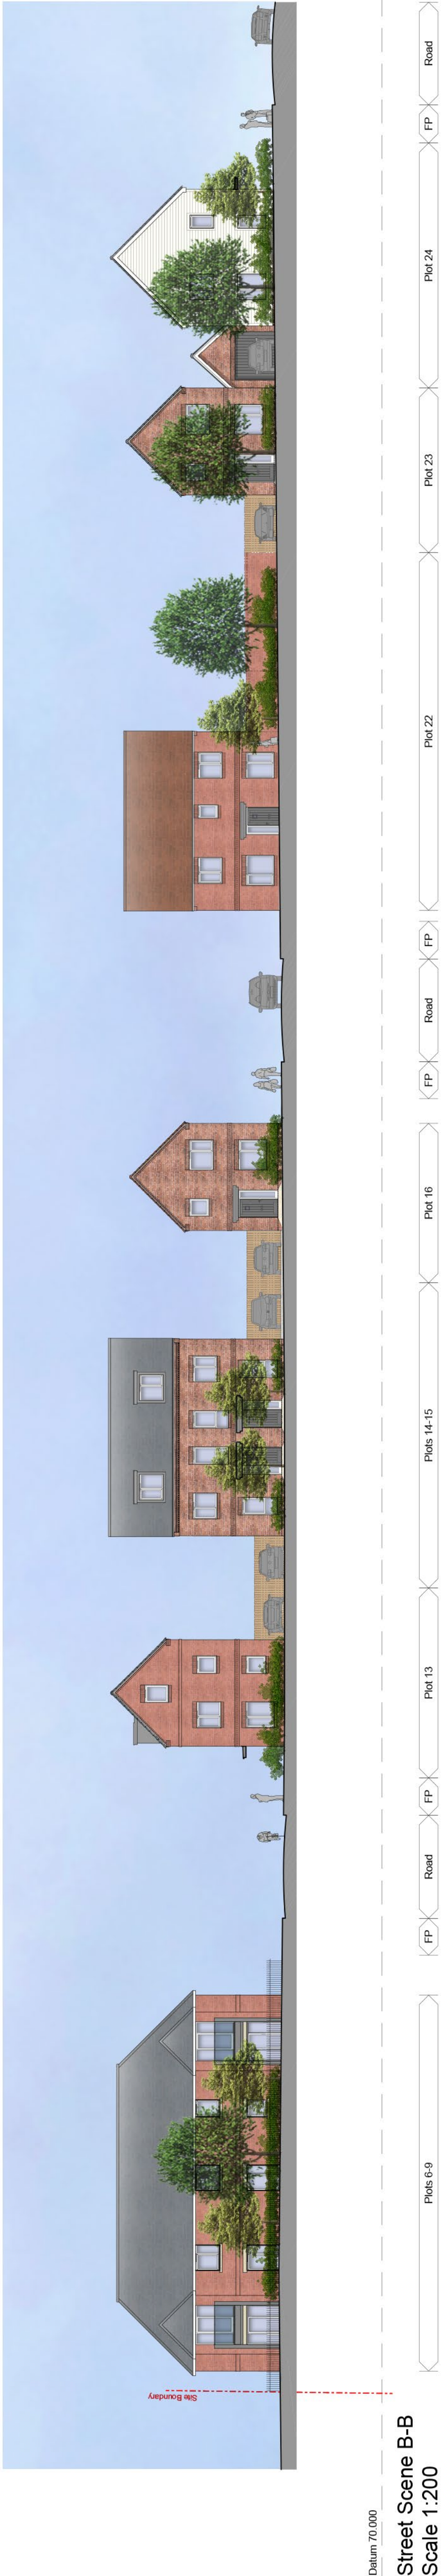 Site Boundary
Datum 70.000
Plots 6-9
FP
Road
FP
Plot 13
Plots 14-15
Plot 16
FP
Road
FP
Plot 22
Plot 23
Plot 24
FP
Road
Street Scene B-B
Scale 1:200